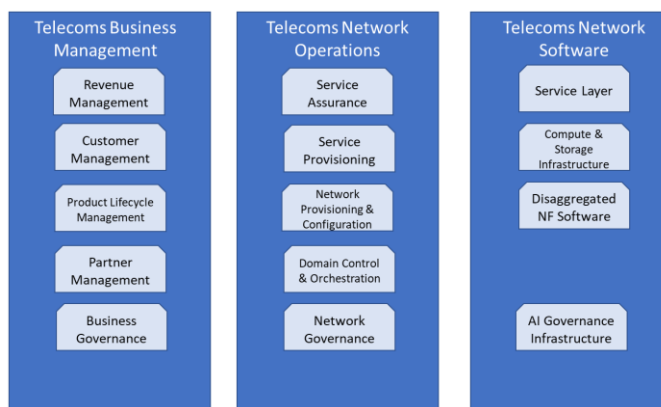 Telecoms Business
Management
Revenue
Management
Customer
Management
Product Lifecycle
Management
Partner
Management
Business
Governance
Telecoms Network
Operations
Service
Assurance
Service
Provisioning
Network
Provisioning &
Configuration
Domain Control
& Orchestration
Network
Governance
Telecoms Network
Software
Service Layer
Compute &
Storage
Infrastructure
Disaggregated
NF Software
AI Governance
Infrastructure